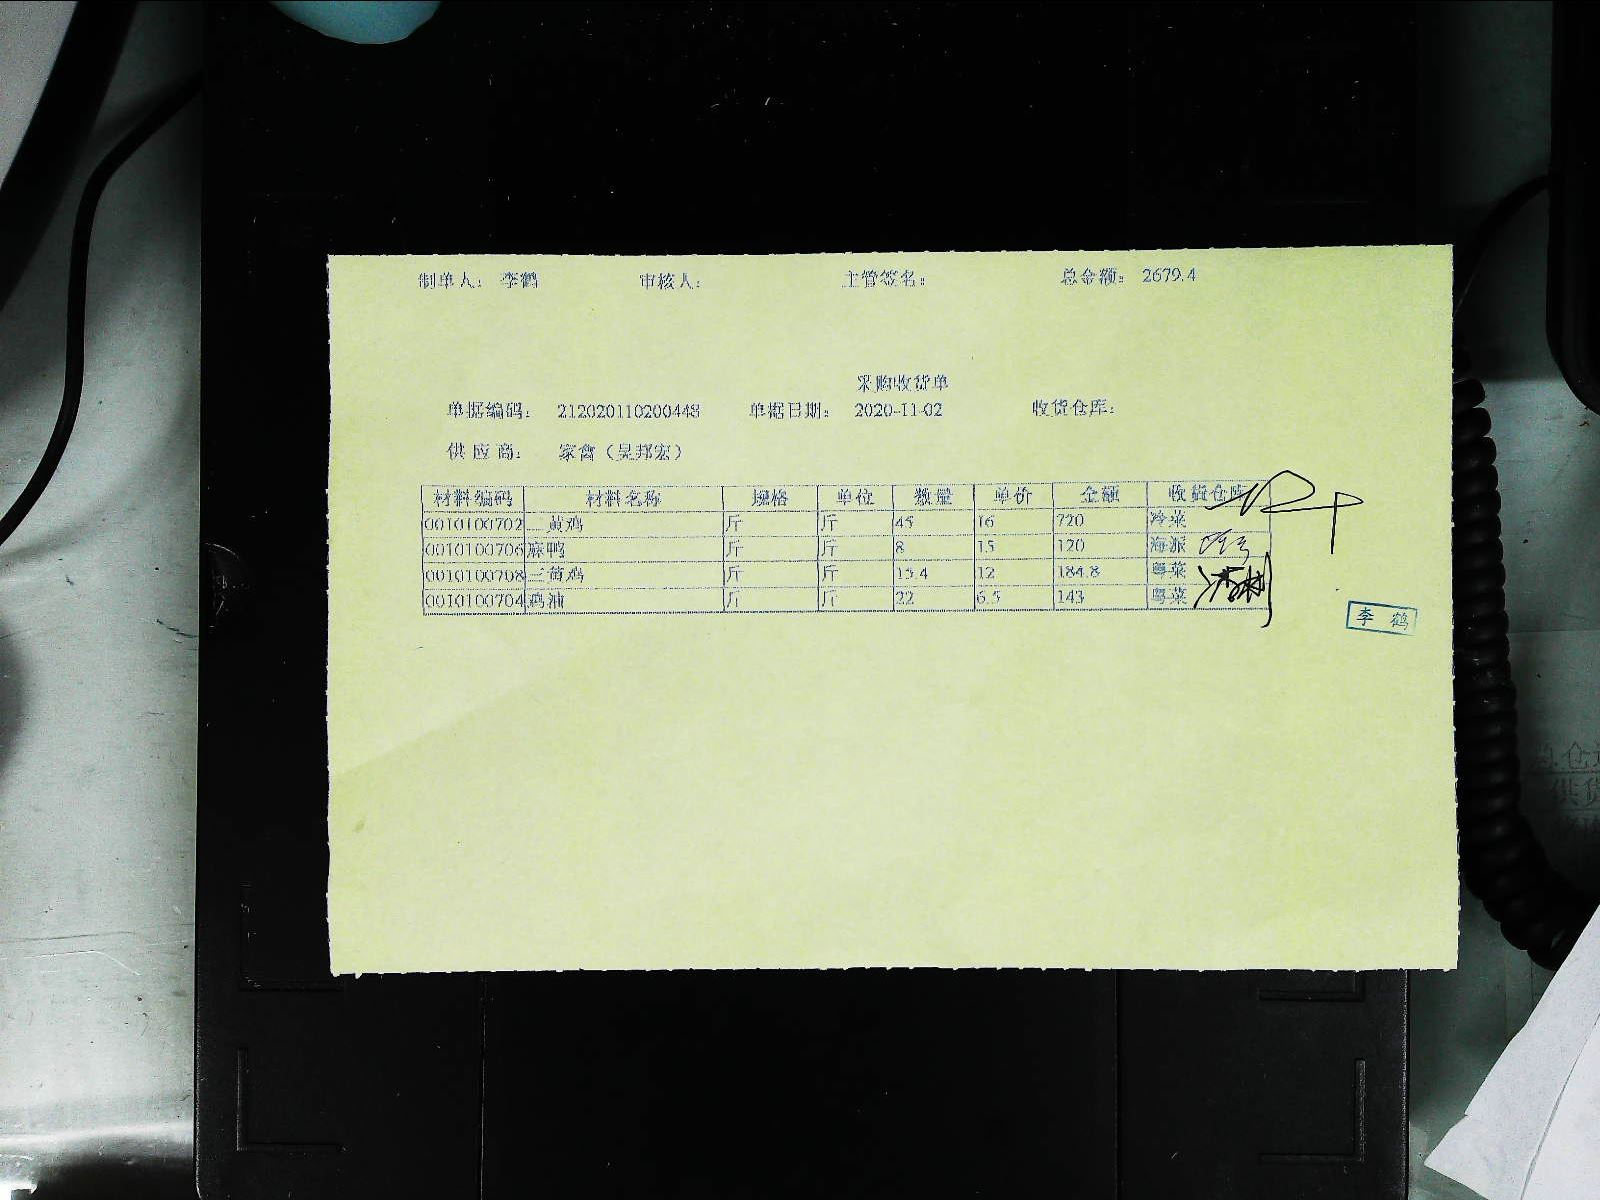 制单人： 李鹤 审核人： 主管签名： 总金额： 2679.4
采购收货单
单据编码： 212020110200448 单据日期： 2020-11-02 收货仓库：
供应商： 家禽（吴邦宏）
材料编码 材料名称 规格 单位 数量 单价 金额 收货仓库
0010100702 黄鸡 斤 斤 45 16 720 冷菜
0010100706 麻鸭 斤 斤 8 15 120 海派
0010100708 三黄鸡 斤 斤 15.4 12 184.8 粤菜
0010100704 鸡 斤 斤 22 6.5 143 粤菜
李鹤